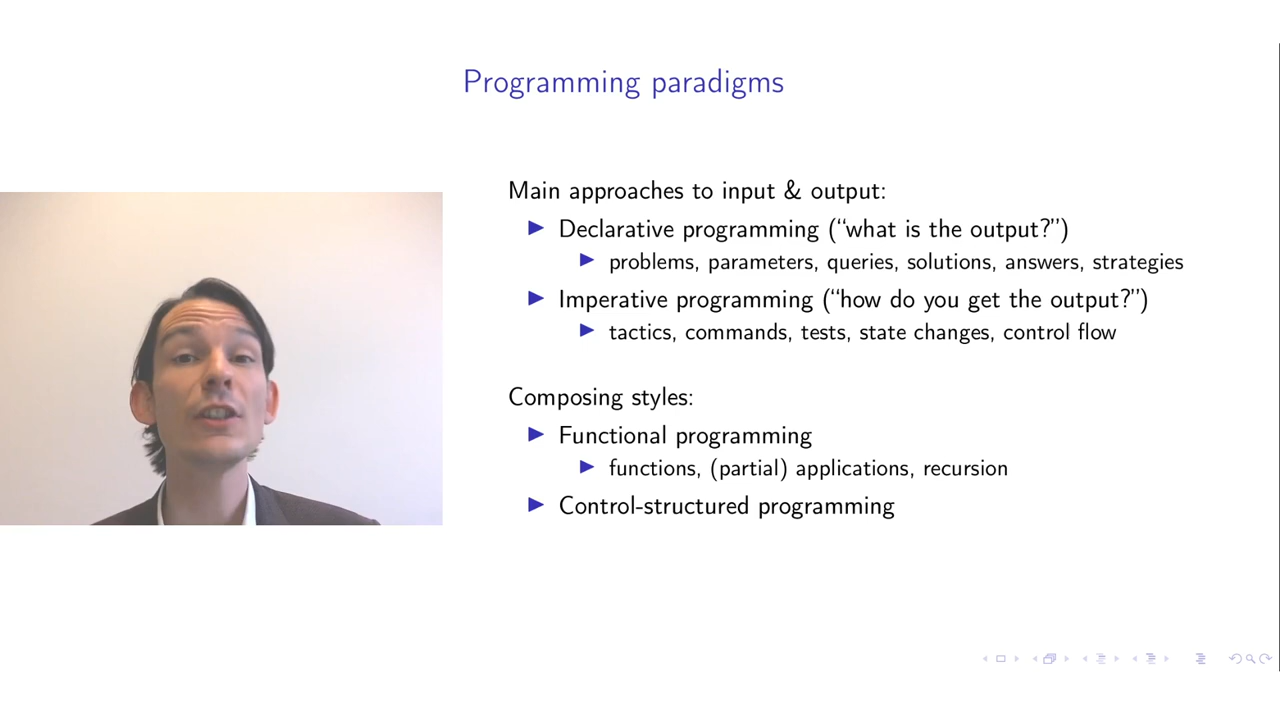 Programming paradigms
Main approaches to input & output:
Declarative programming (“what is the output?”)
problems, parameters, queries, solutions, answers, strategies
Imperative programming (“how do you get the output?”)
tactics, commands, tests, state changes, control flow
Composing styles:
Functional programming
functions, (partial) applications, recursion
Control-structured programming